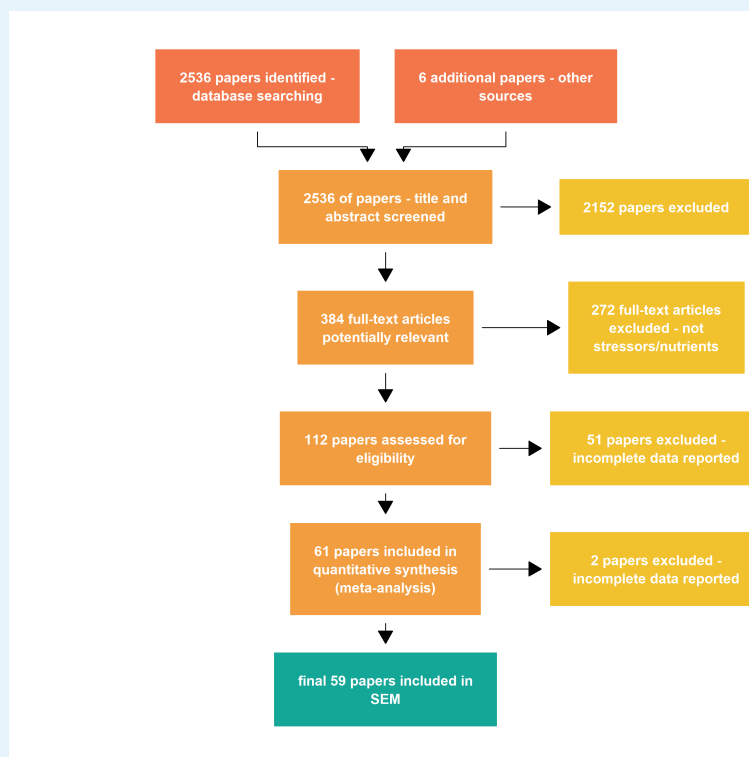 2536 papers identified -
database searching
6 additional papers - other
sources
2536 of papers - title and
abstract screened
2152 papers excluded
384 full-text articles
potentially relevant
272 full-text articles
excluded - not
stressors/nutrients
112 papers assessed for
eligibility
51 papers excluded -
incomplete data reported
61 papers included in
quantitative synthesis
(meta-analysis)
2 papers excluded -
incomplete data reported
final 59 papers included in
SEM